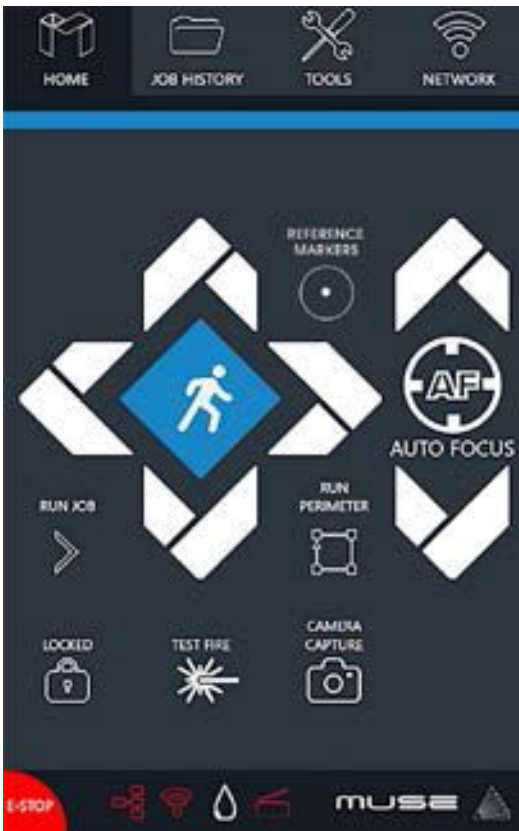 HOME
JOB HISTORY
TOOLS
NETWORK
REFERENCE
MARKERS
AF
AUTO FOCUS
RUN JOB
RUN
PERIMETER
LOCKED
TEST FIRE
CAMERA
CAPTURE
E-STOP
muse